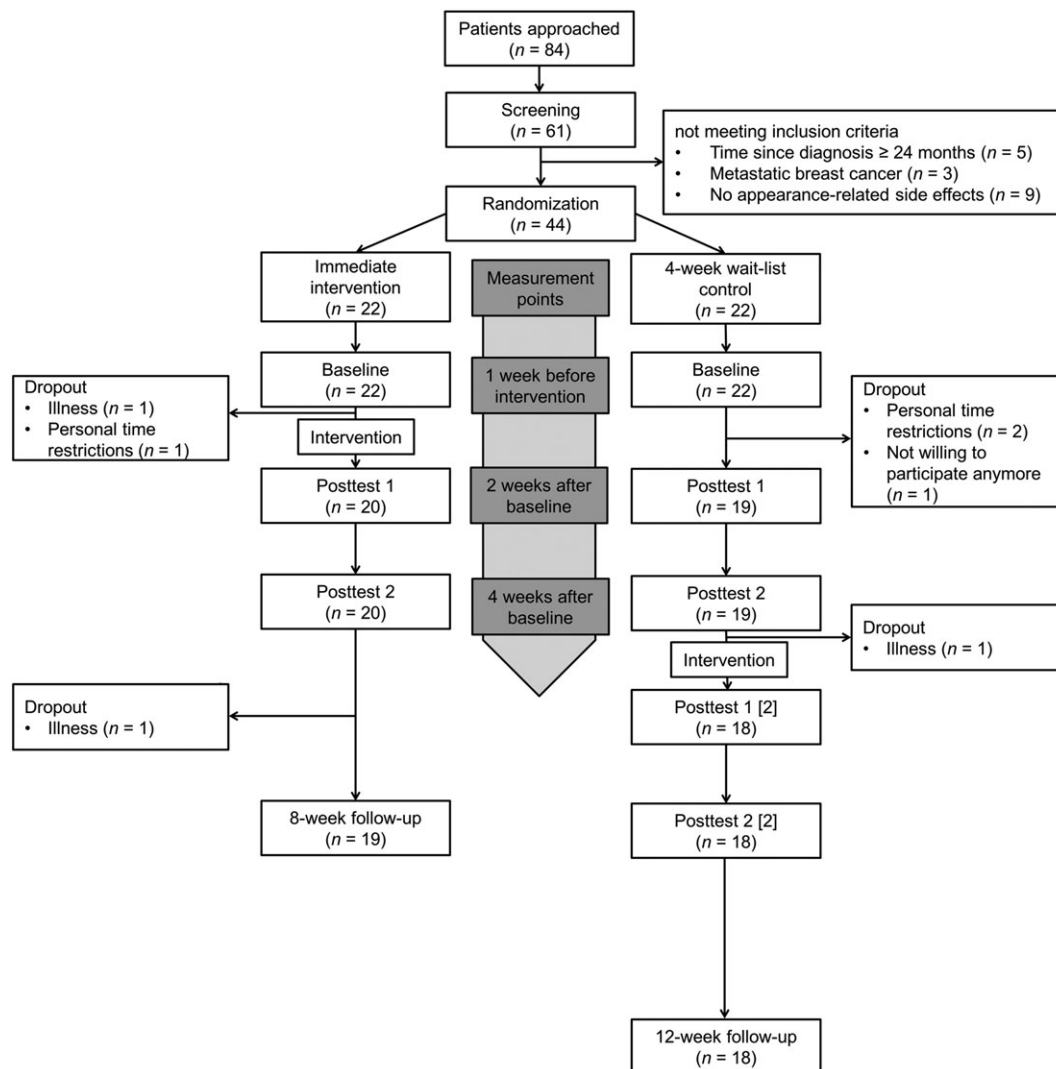 Patients approached
(n = 84)
Screening
(n = 61)
not meeting inclusion criteria
• Time since diagnosis ≥ 24 months (n = 5)
• Metastatic breast cancer (n = 3)
• No appearance-related side effects (n = 9)
Randomization
(n = 44)
Immediate
intervention
(n = 22)
Measurement
points
4-week wait-list
control
(n = 22)
Baseline
(n = 22)
1 week before
intervention
Baseline
(n = 22)
Dropout
• Illness (n = 1)
• Personal time
restrictions (n = 1)
Dropout
• Personal time
restrictions (n = 2)
• Not willing to
participate anymore
(n = 1)
Intervention
Posttest 1
(n = 20)
2 weeks after
baseline
Posttest 1
(n = 19)
Posttest 2
(n = 20)
4 weeks after
baseline
Posttest 2
(n = 19)
Dropout
• Illness (n = 1)
Intervention
Dropout
• Illness (n = 1)
Posttest 1 [2]
(n = 18)
8-week follow-up
(n = 19)
Posttest 2 [2]
(n = 18)
12-week follow-up
(n = 18)